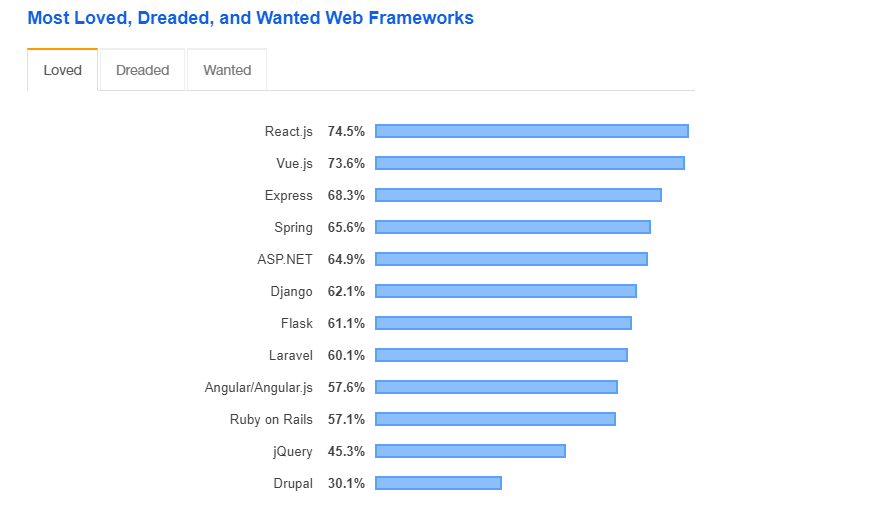 Most Loved, Dreaded, and Wanted Web Frameworks
Loved Dreaded Wanted
React.js 74.5%
Vue.js 73.6%
Express 68.3%
Spring 65.6%
ASP.NET 64.9%
Django 62.1%
Flask 61.1%
Laravel 60.1%
Angular/Angular.js 57.6%
Ruby on Rails 57.1%
jQuery 45.3%
Drupal 30.1%